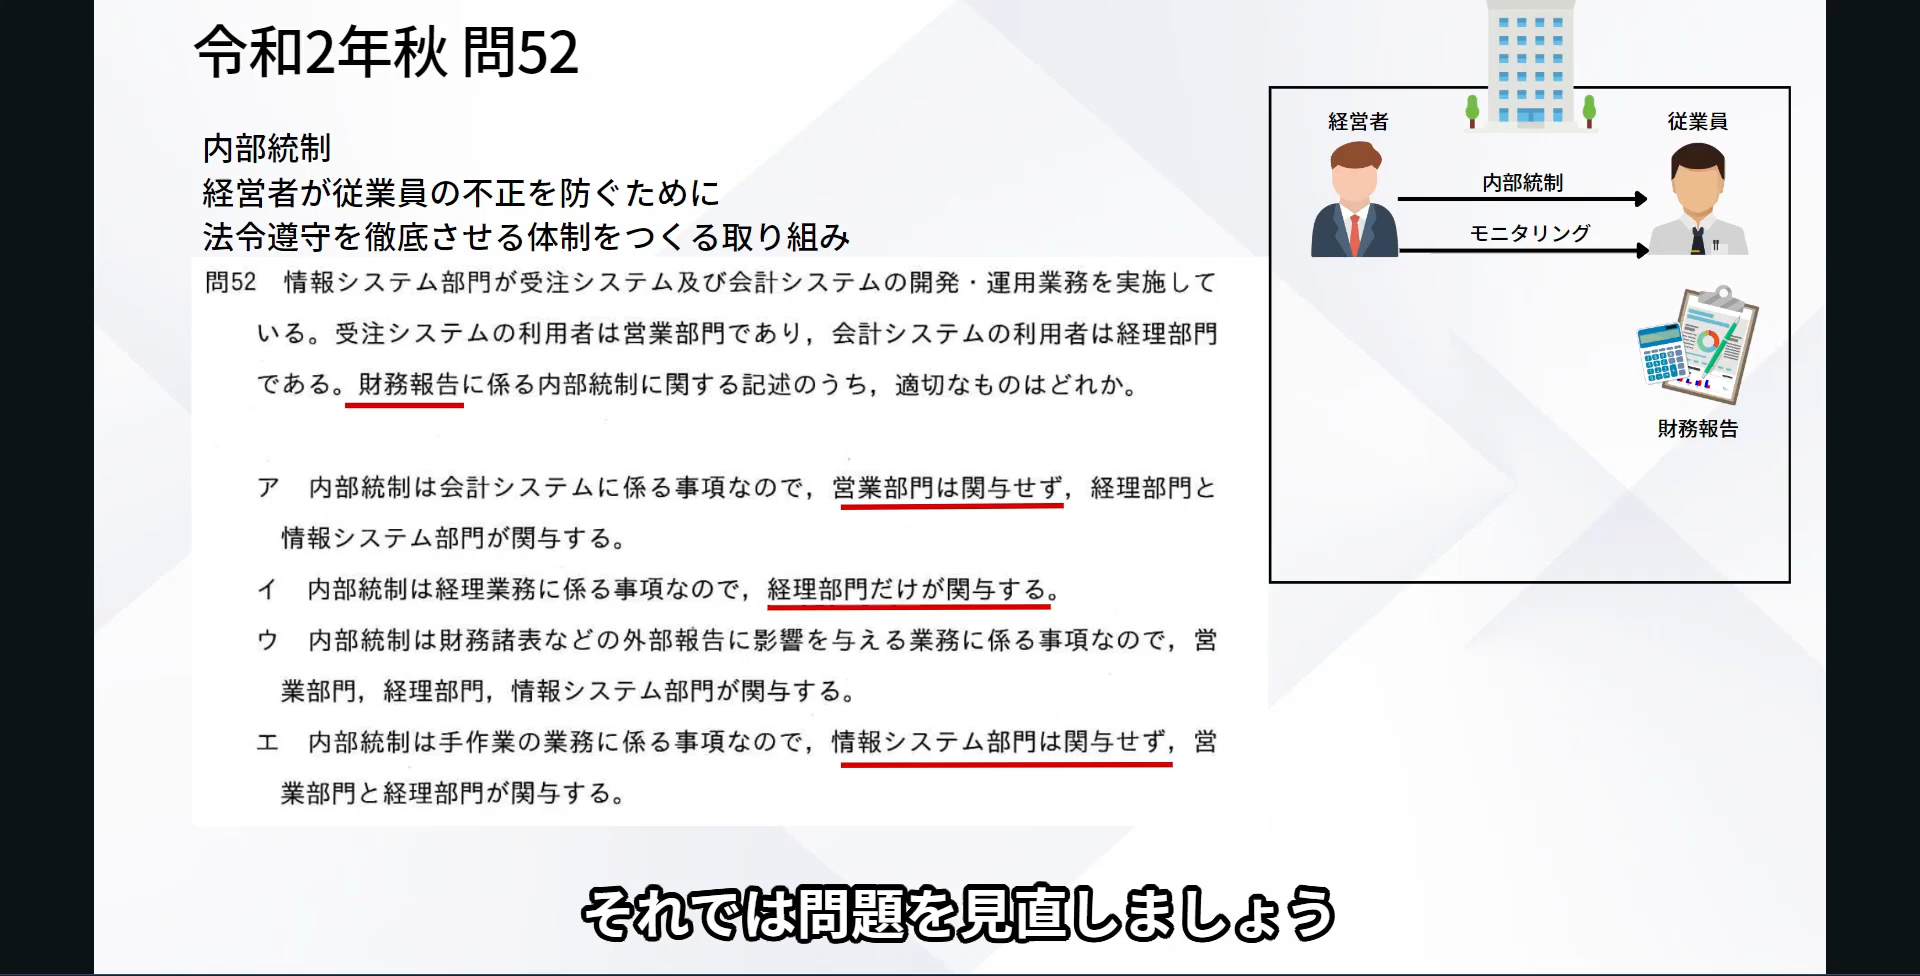 令和2年秋 問52
内部統制
経営者が従業員の不正を防ぐために
法令遵守を徹底させる体制をつくる取り組み
問52 情報システム部門が受注システム及び会計システムの開発・運用業務を実施して
いる。受注システムの利用者は営業部門であり，会計システムの利用者は経理部門
である。財務報告に係る内部統制に関する記述のうち，適切なものはどれか。
ア 内部統制は会計システムに係る事項なので，営業部門は関与せず，経理部門と
情報システム部門が関与する。
イ 内部統制は経理業務に係る事項なので，経理部門だけが関与する。
ウ 内部統制は財務諸表などの外部報告に影響を与える業務に係る事項なので，営
業部門，経理部門，情報システム部門が関与する。
エ 内部統制は手作業の業務に係る事項なので，情報システム部門は関与せず，営
業部門と経理部門が関与する。
経営者
従業員
内部統制
モニタリング
財務報告
それでは問題を見直しましょう